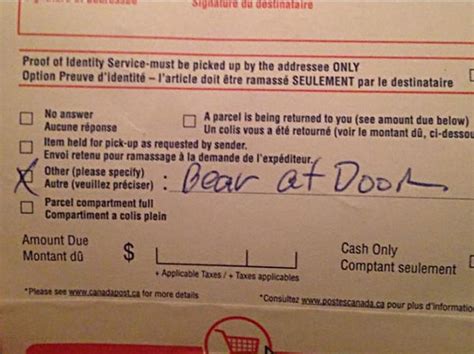 Signature du destinataire
Proof of Identity Service-must be picked up by the addressee ONLY
Option Preuve d'identité – l'article doit être ramassé SEULEMENT par le destinataire
No answer
Aucune réponse
A parcel is being returned to you (see amount due below)
Un colis vous a été retourné (voir le montant dû, ci-dessou
Item held for pick-up as requested by sender.
Envoi retenu pour ramassage à la demande de l'expéditeur.
Other (please specify)
Autre (veuillez préciser) : Bear at Door
Parcel compartment full
Compartiment a colis plein
Amount Due
Montant dû
$
+ Applicable Taxes / + Taxes applicables
Cash Only
Comptant seulement
*Please see www.canadapost.ca for more details
*Consultez www.postescanada.ca pour plus d'information